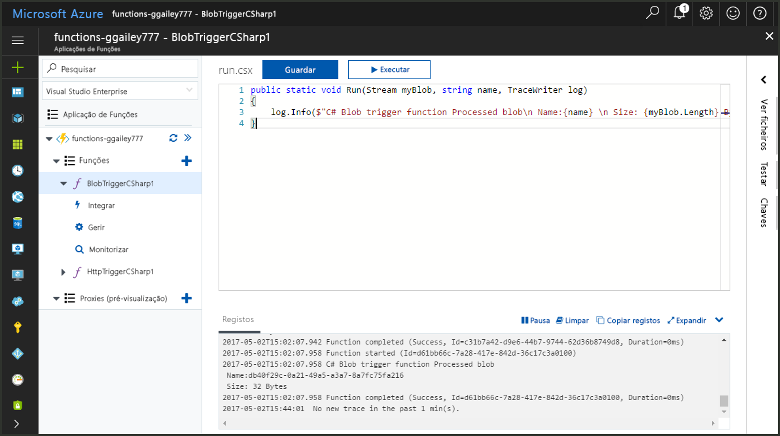 Microsoft Azure functions-ggailey777 - BlobTriggerCSharp1
1
functions-ggailey777 - BlobTriggerCSharp1
Aplicações de Funções
Pesquisar
Visual Studio Enterprise
Aplicação de Funções
functions-ggailey777
Funções
BlobTriggerCSharp1
Integrar
Gerir
Monitorizar
HttpTriggerCSharp1
Proxies (pré-visualização)
run.csx Guardar Executar
1 public static void Run(Stream myBlob, string name, TraceWriter log)
2 {
3 log.Info($"C# Blob trigger function Processed blob\n Name:{name} \n Size: {myBlob.Length} B
4 }
Ver ficheiros
Testar
Chaves
Registos Pausa Limpar Copiar registos Expandir
2017-05-02T15:02:07.942 Function completed (Success, Id=c31b7a42-d9e6-44b7-9744-62d36b8749d8, Duration=0ms)
2017-05-02T15:02:07.958 Function started (Id=d61bb66c-7a28-417e-842d-36c17c3a0100)
2017-05-02T15:02:07.958 C# Blob trigger function Processed blob
Name:db40f29c-0a21-49a5-a3a7-8a7fc75fa216
Size: 32 Bytes
2017-05-02T15:02:07.958 Function completed (Success, Id=d61bb66c-7a28-417e-842d-36c17c3a0100, Duration=0ms)
2017-05-02T15:44:01 No new trace in the past 1 min(s).